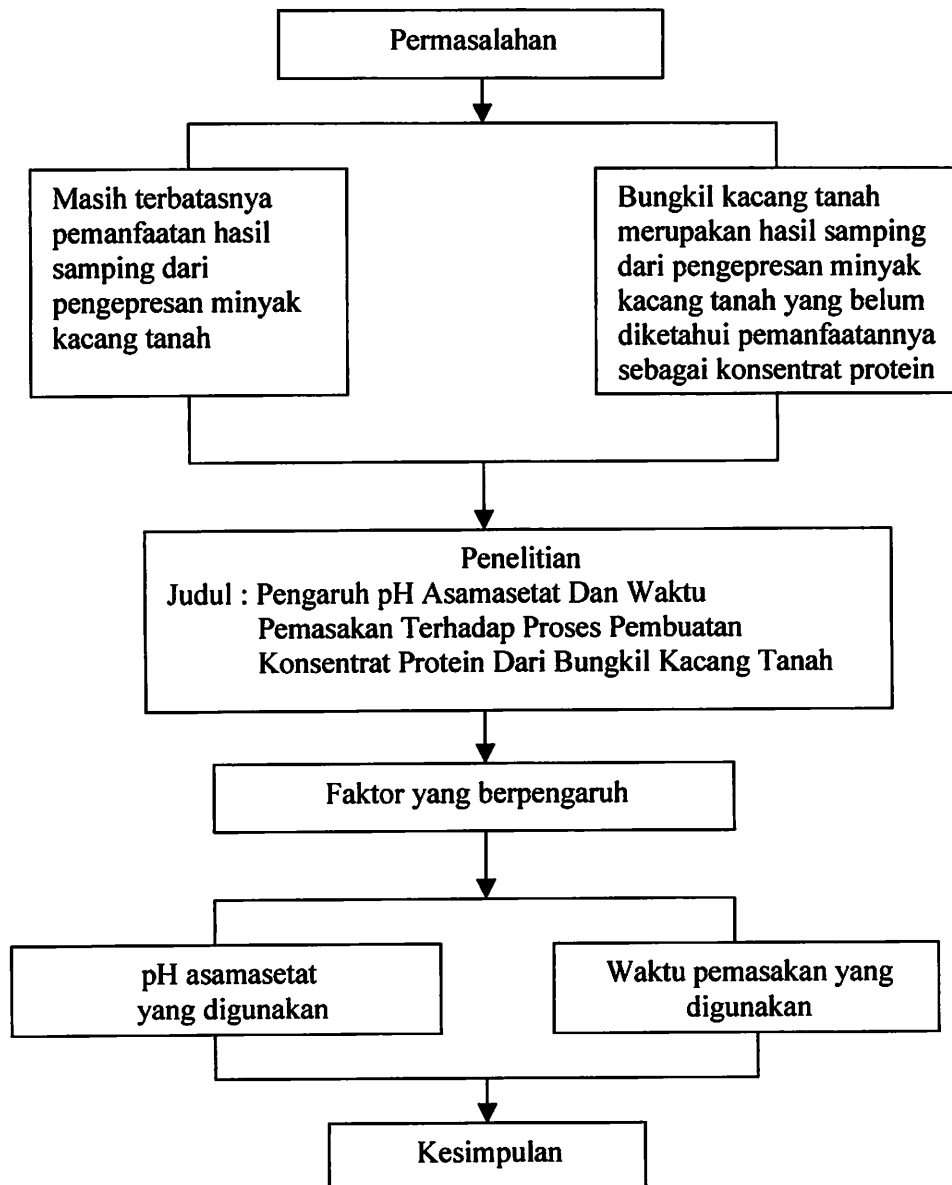 Permasalahan
Masih terbatasnya
pemanfaatan hasil
samping dari
pengepresan minyak
kacang tanah
Bungkil kacang tanah
merupakan hasil samping
dari pengepresan minyak
kacang tanah yang belum
diketahui pemanfaatannya
sebagai konsentrat protein
Penelitian
Judul : Pengaruh pH Asamasetat Dan Waktu
Pemasakan Terhadap Proses Pembuatan
Konsentrat Protein Dari Bungkil Kacang Tanah
Faktor yang berpengaruh
pH asamasetat
yang digunakan
Waktu pemasakan yang
digunakan
Kesimpulan